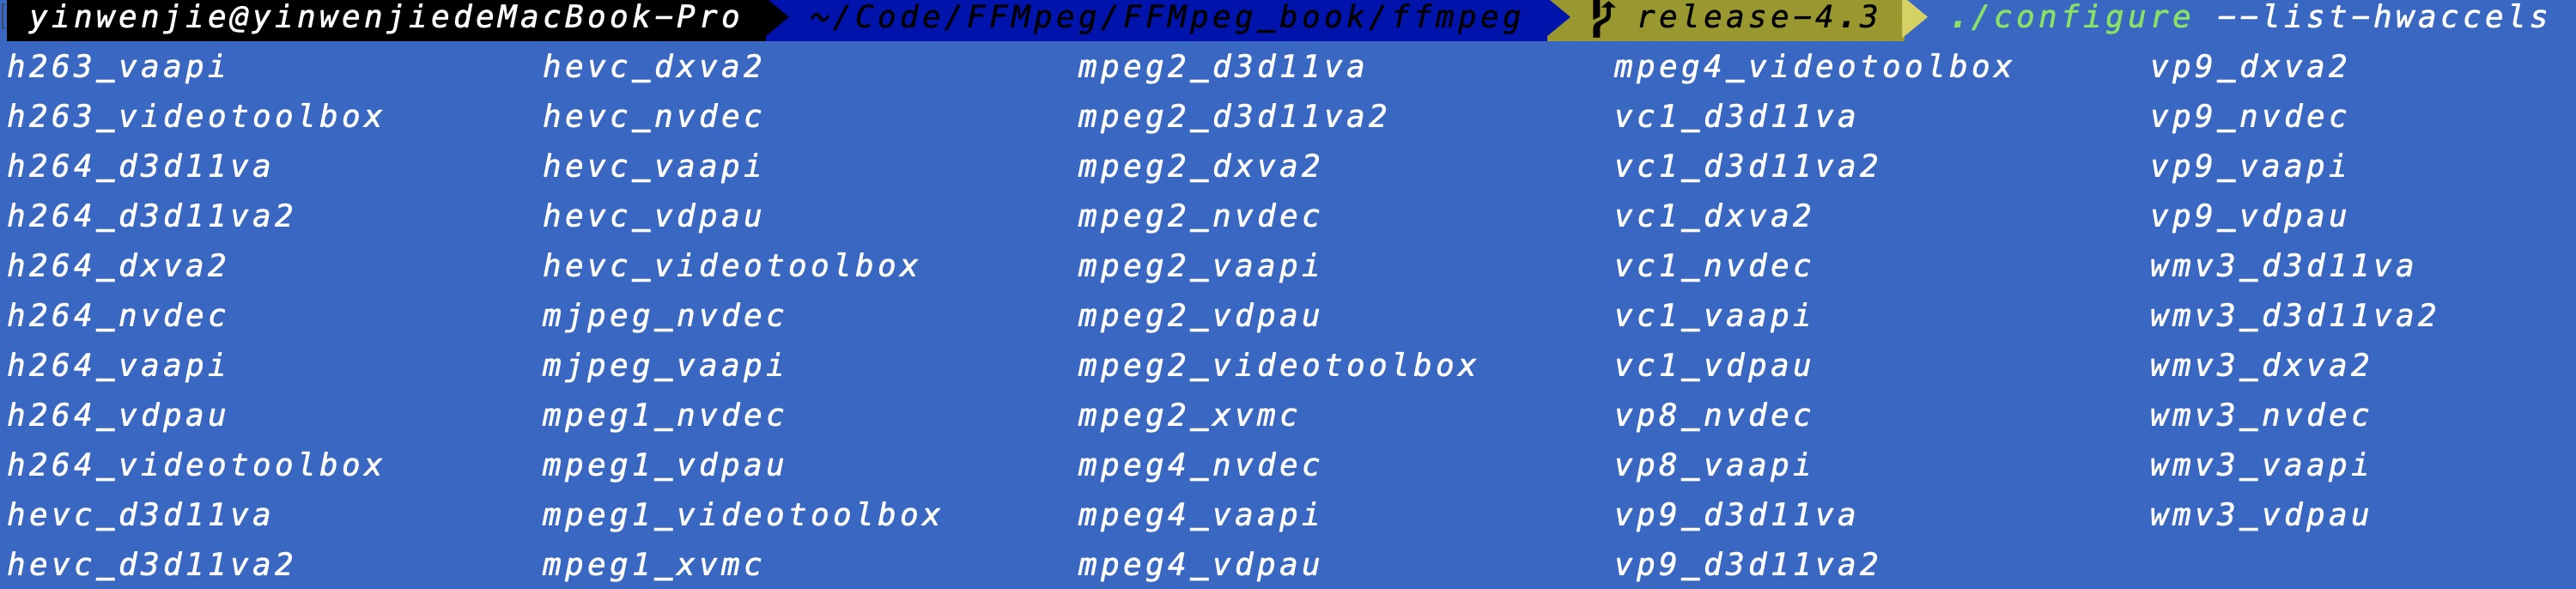 yinwenjie@yinwenjiedeMacBook-Pro ~/Code/FFMpeg/FFMpeg_book/ffmpeg release-4.3 ./configure --list-hwaccels
h263_vaapi hevc_dxva2 mpeg2_d3d11va mpeg4_videotoolbox vp9_dxva2
h263_videotoolbox hevc_nvdec mpeg2_d3d11va2 vc1_d3d11va vp9_nvdec
h264_d3d11va hevc_vaapi mpeg2_dxva2 vc1_d3d11va2 vp9_vaapi
h264_d3d11va2 hevc_vdpau mpeg2_nvdec vc1_dxva2 vp9_vdpau
h264_dxva2 hevc_videotoolbox mpeg2_vaapi vc1_nvdec wmv3_d3d11va
h264_nvdec mjpeg_nvdec mpeg2_vdpau vc1_vaapi wmv3_d3d11va2
h264_vaapi mjpeg_vaapi mpeg2_videotoolbox vc1_vdpau wmv3_dxva2
h264_vdpau mpeg1_nvdec mpeg2_xvmc vp8_nvdec wmv3_nvdec
h264_videotoolbox mpeg1_vdpau mpeg4_nvdec vp8_vaapi wmv3_vaapi
hevc_d3d11va mpeg1_videotoolbox mpeg4_vaapi vp9_d3d11va wmv3_vdpau
hevc_d3d11va2 mpeg1_xvmc mpeg4_vdpau vp9_d3d11va2